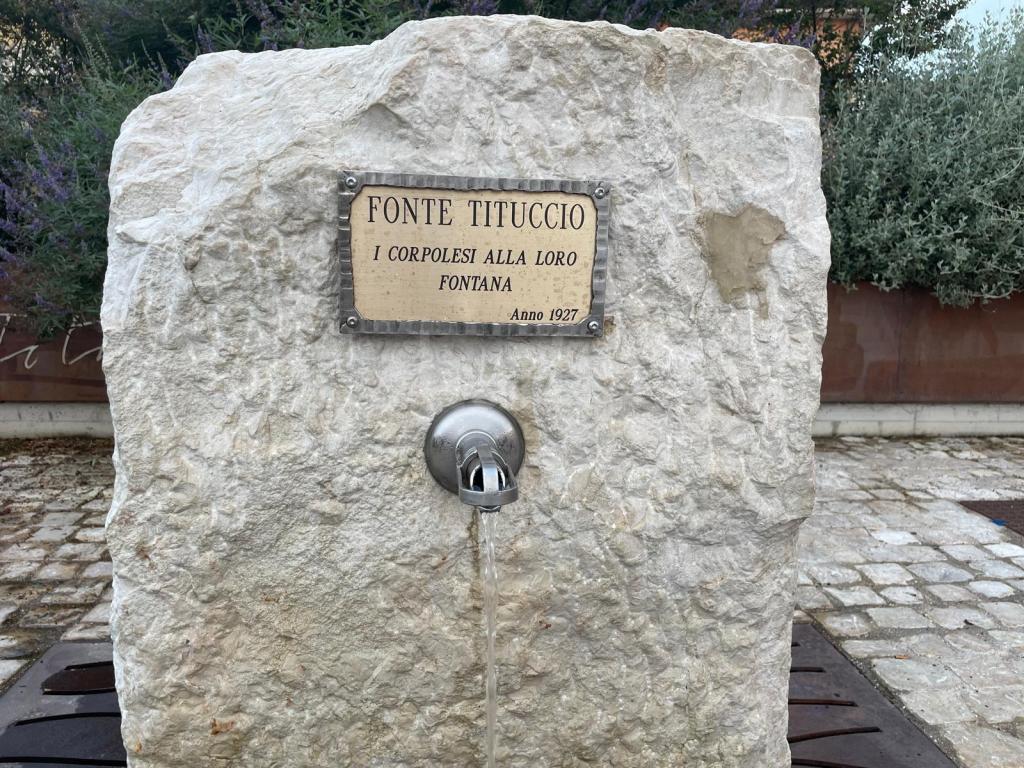 FONTE TITUCCIO
I CORPOLESI ALLA LORO
FONTANA
Anno 1927